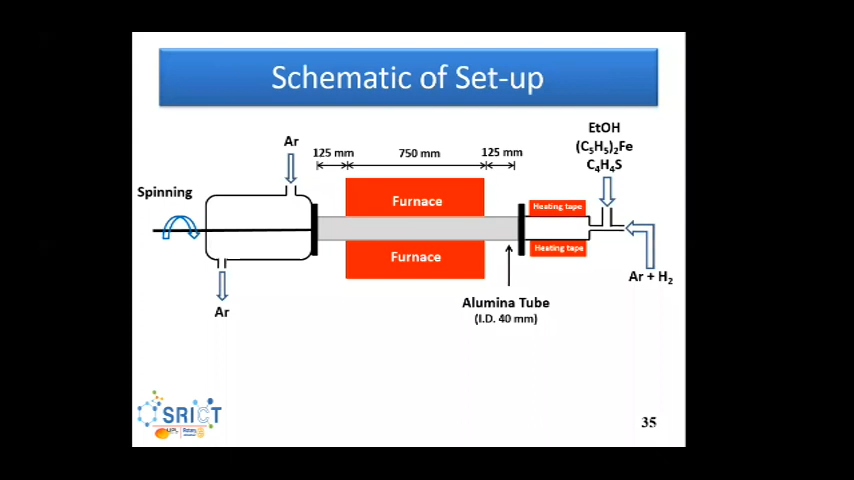 Schematic of Set-up
EtOH
(C₅H₅)₂Fe
C₄H₄S
Ar
125 mm
750 mm
125 mm
Spinning
Furnace
Heating tape
Furnace
Heating tape
Ar + H₂
Ar
Alumina Tube
(I.D. 40 mm)
SRICT
35